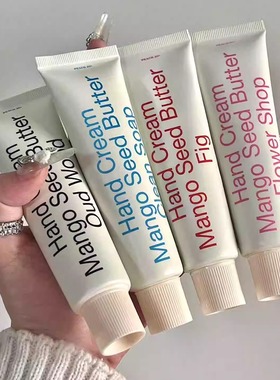 Hand Cream
Mango Seed Butter
Oud Wood
Hand Cream
Mango Seed Butter
Clean Soap
Hand Cream
Mango Seed Butter
Fig
Hand Cream
Mango Seed Butter
Flower Shop